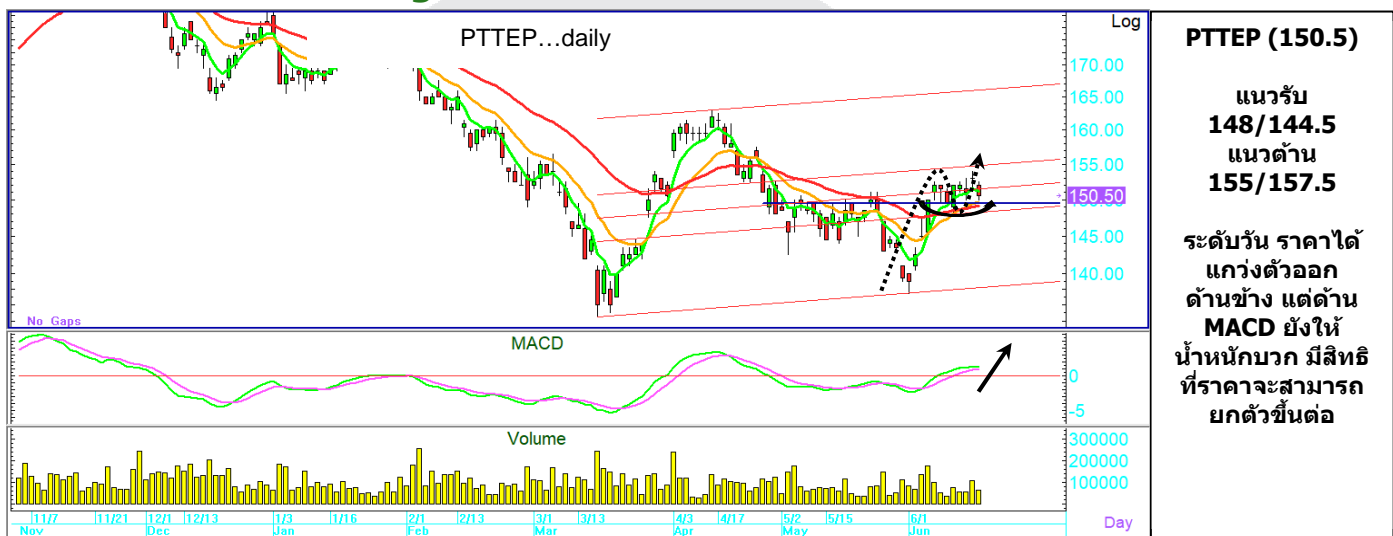 PTTEP...daily
Log
170.00
165.00
160.00
155.00
150.50
145.00
140.00
No Gaps
MACD
0
-5
Volume
300000
200000
100000
11/7 11/21 12/1 12/13 1/3 1/16 2/1 2/13 3/1 3/13 4/3 4/17 5/2 5/15 6/1
Nov Dec Jan Feb Mar Apr May Jun
Day
PTTEP (150.5)
แนวรับ
148/144.5
แนวต้าน
155/157.5
ระดับวัน ราคาได้
แกว่งตัวออก
ด้านข้าง แต่ด้าน
MACD ยังให้
น้ำหนักบวก มีสิทธิ
ที่ราคาจะสามารถ
ยกตัวขึ้นต่อ